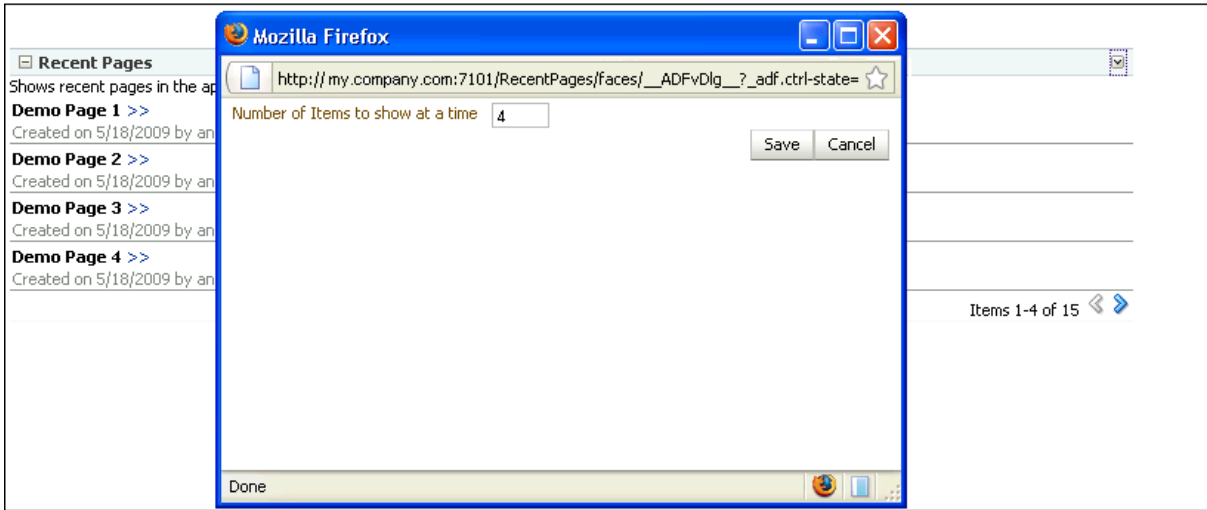 Mozilla Firefox
http:// my.company.com:7101/RecentPages/faces/__ADFvDlg__?_adf.ctrl-state=
Number of Items to show at a time 4
Save Cancel
Done
Recent Pages
Shows recent pages in the ap
Demo Page 1 >>
Created on 5/18/2009 by an
Demo Page 2 >>
Created on 5/18/2009 by an
Demo Page 3 >>
Created on 5/18/2009 by an
Demo Page 4 >>
Created on 5/18/2009 by an
Items 1-4 of 15